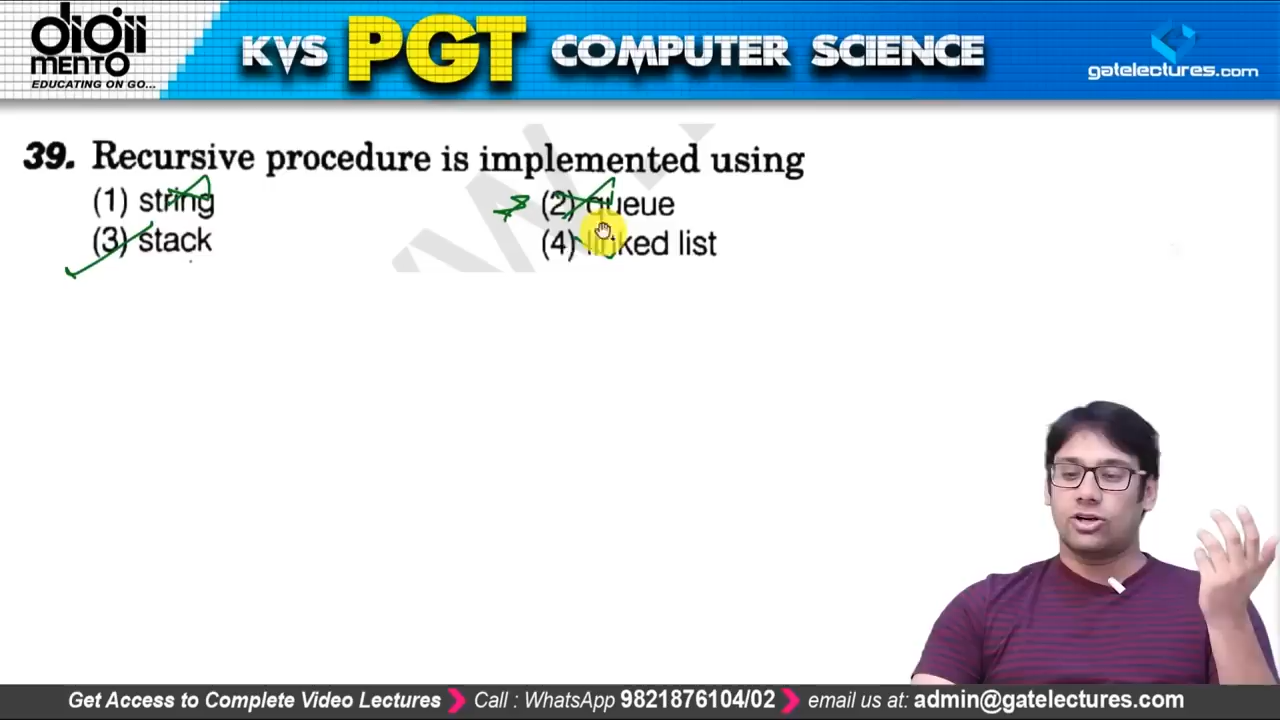 digii
MENTO
EDUCATING ON GO...
KVS PGT COMPUTER SCIENCE
gatelectures.com
39. Recursive procedure is implemented using
(1) string (2) queue
(3) stack (4) linked list
Get Access to Complete Video Lectures Call : WhatsApp 9821876104/02 email us at: admin@gatelectures.com